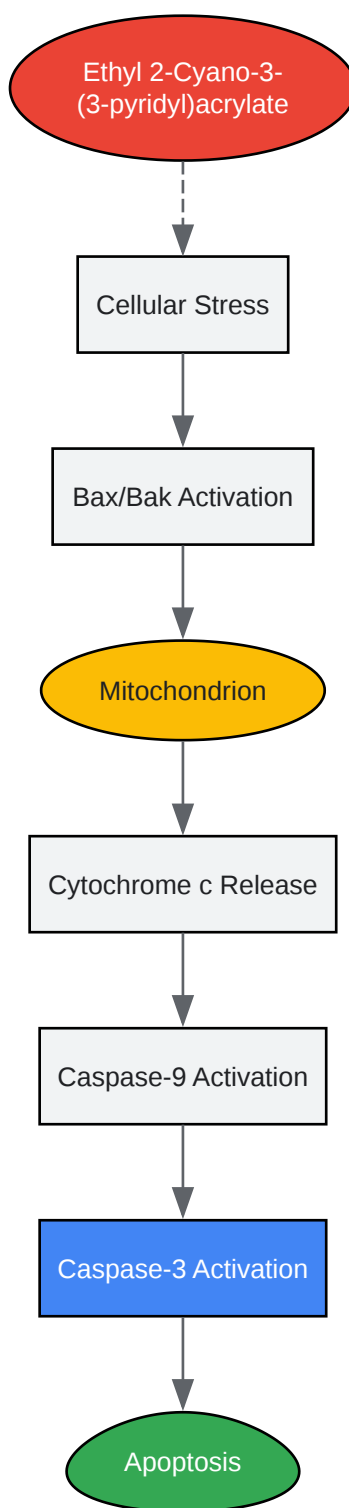 Ethyl 2-Cyano-3-
(3-pyridyl)acrylate
Cellular Stress
Bax/Bak Activation
Mitochondrion
Cytochrome c Release
Caspase-9 Activation
Caspase-3 Activation
Apoptosis